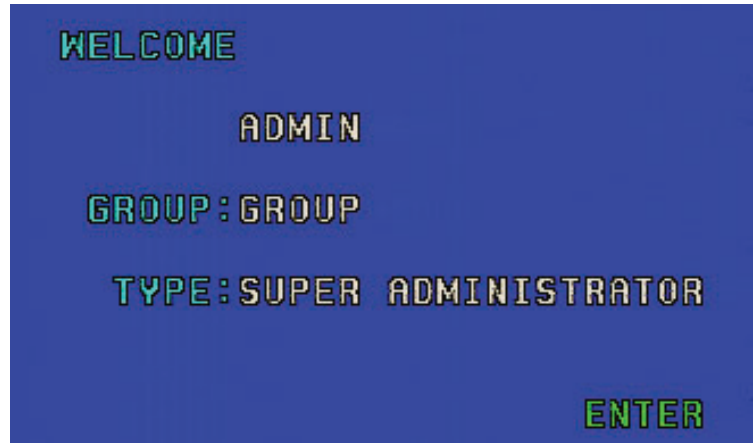 WELCOME
ADMIN
GROUP:GROUP
TYPE:SUPER ADMINISTRATOR
ENTER